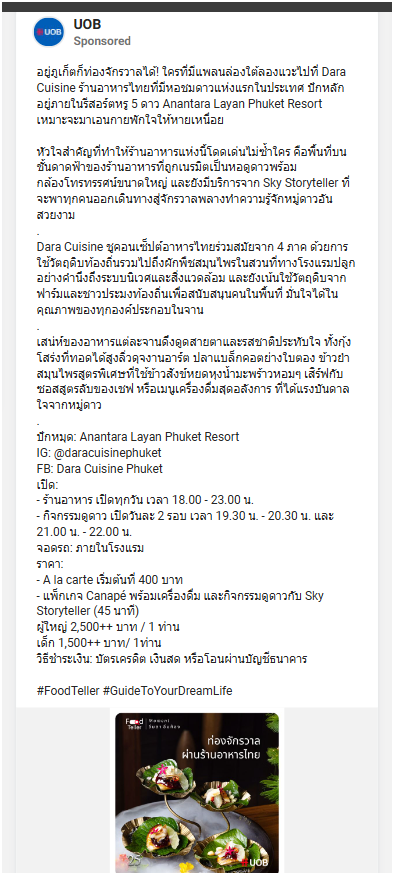 UOB
UOB
Sponsored
อยู่ภูเก็ตก็ท่องจักรวาลได้! ใครที่มีแพลนล่องใต้ลองแวะไปที่ Dara
Cuisine ร้านอาหารไทยที่มีหอชมดาวแห่งแรกในประเทศ ปักหลัก
อยู่ภายในรีสอร์ตหรู 5 ดาว Anantara Layan Phuket Resort
เหมาะจะมาเอนกายพักใจให้หายเหนื่อย
หัวใจสำคัญที่ทำให้ร้านอาหารแห่งนี้โดดเด่นไม่ซ้ำใคร คือพื้นที่บน
ชั้นดาดฟ้าของร้านอาหารที่ถูกเนรมิตเป็นหอดูดาวพร้อม
กล้องโทรทรรศน์ขนาดใหญ่ และยังมีบริการจาก Sky Storyteller ที่
จะพาทุกคนออกเดินทางสู่จักรวาลพลางทำความรู้จักหมู่ดาวอัน
สวยงาม
.
Dara Cuisine ชูคอนเซ็ปต์อาหารไทยร่วมสมัยจาก 4 ภาค ด้วยการ
ใช้วัตถุดิบท้องถิ่นรวมไปถึงผักพืชสมุนไพรในสวนที่ทางโรงแรมปลูก
อย่างคำนึงถึงระบบนิเวศและสิ่งแวดล้อม และยังเน้นใช้วัตถุดิบจาก
ฟาร์มและชาวประมงท้องถิ่นเพื่อสนับสนุนคนในพื้นที่ มั่นใจได้ใน
คุณภาพของทุกองค์ประกอบในจาน
.
เสน่ห์ของอาหารแต่ละจานดึงดูดสายตาและรสชาติประทับใจ ทั้งกุ้ง
โสร่งที่ทอดได้สูงลิ่วดุจงานอาร์ต ปลาแบล็กคอดย่างใบตอง ข้าวยำ
สมุนไพรสูตรพิเศษที่ใช้ข้าวสังข์หยดหุงน้ำมะพร้าวหอมๆ เสิร์ฟกับ
ซอสสูตรลับของเชฟ หรือเมนูเครื่องดื่มสุดอลังการ ที่ได้แรงบันดาล
ใจจากหมู่ดาว
.
ปักหมุด: Anantara Layan Phuket Resort
IG: @daracuisinephuket
FB: Dara Cuisine Phuket
เปิด:
- ร้านอาหาร เปิดทุกวัน เวลา 18.00 - 23.00 น.
- กิจกรรมดูดาว เปิดวันละ 2 รอบ เวลา 19.30 น. - 20.30 น. และ
21.00 น. - 22.00 น.
จอดรถ: ภายในโรงแรม
ราคา:
- A la carte เริ่มต้นที่ 400 บาท
- แพ็กเกจ Canapé พร้อมเครื่องดื่ม และกิจกรรมดูดาวกับ Sky
Storyteller (45 นาที)
ผู้ใหญ่ 2,500++ บาท / 1 ท่าน
เด็ก 1,500++ บาท/ 1ท่าน
วิธีชำระเงิน: บัตรเครดิต เงินสด หรือโอนผ่านบัญชีธนาคาร
#FoodTeller #GuideToYourDreamLife
Food
Teller
ท่องจักรวาล
ผ่านร้านอาหารไทย
25
UOB